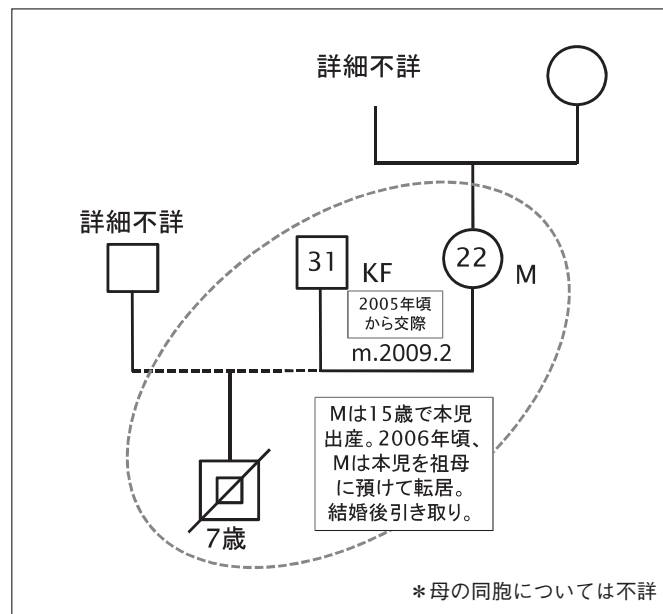 詳細不詳
詳細不詳
31
KF
22
M
2005年頃
から交際
m.2009.2
Mは15歳で本児
出産。2006年頃、
Mは本児を祖母
に預けて転居。
結婚後引き取り。
7歳
＊母の同胞については不詳